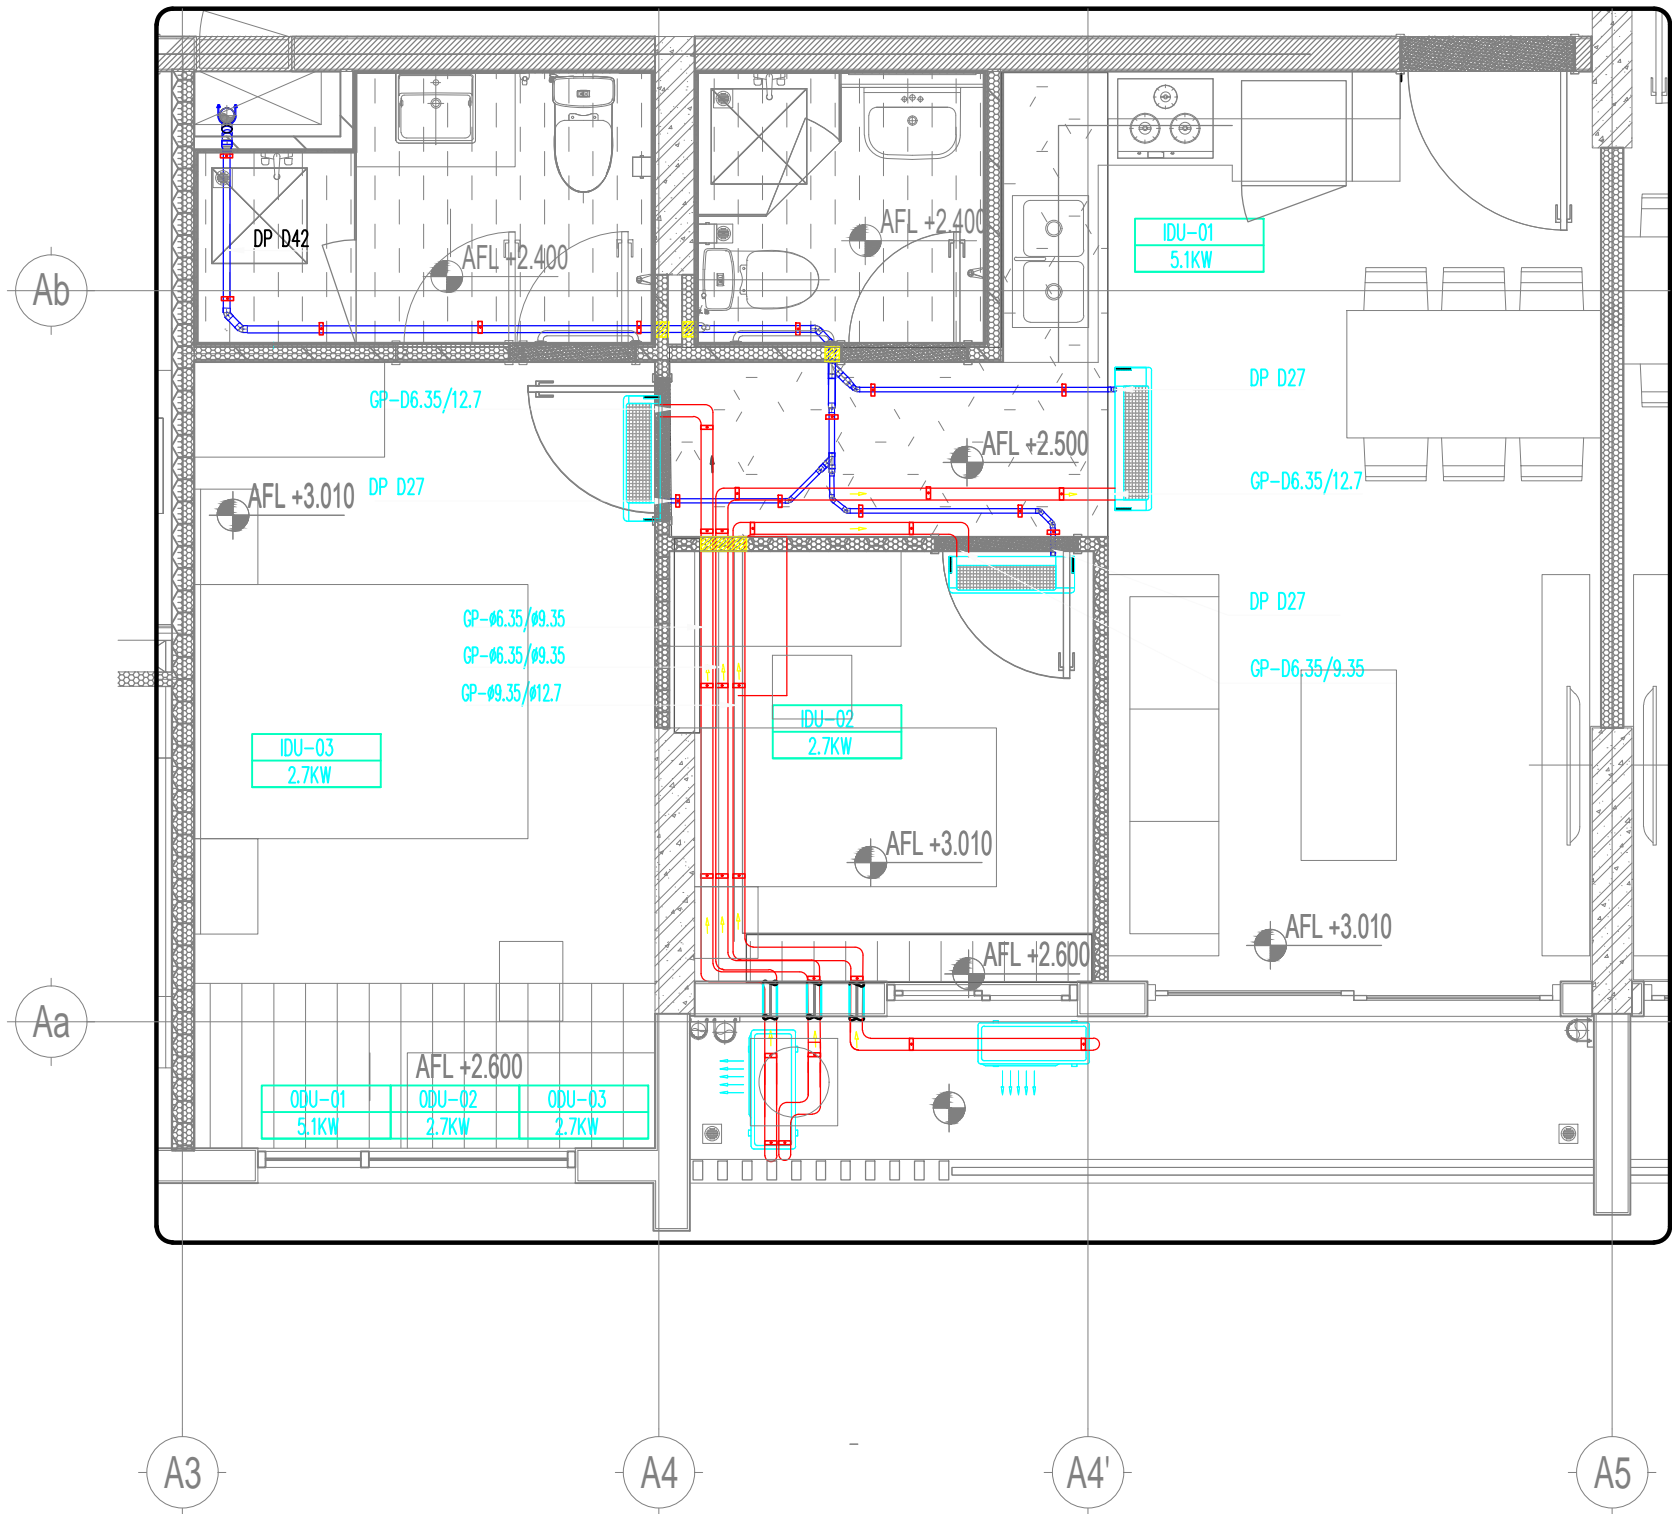 DP D42
AFL +2.400
AFL +2.400
IDU-01
5.1KW
Ab
GP-D6.35/12.7
DP D27
AFL +2.500
DP D27
AFL +3.010
GP-D6.35/12.7
GP-ø6.35/ø9.35
DP D27
GP-ø6.35/ø9.35
GP-D6.35/9.35
GP-ø9.35/ø12.7
IDU-02
2.7KW
IDU-03
2.7KW
AFL +3.010
AFL +3.010
AFL +2.600
Aa
AFL +2.600
ODU-01
ODU-02
ODU-03
5.1KW
2.7KW
2.7KW
A3
A4
A4'
A5